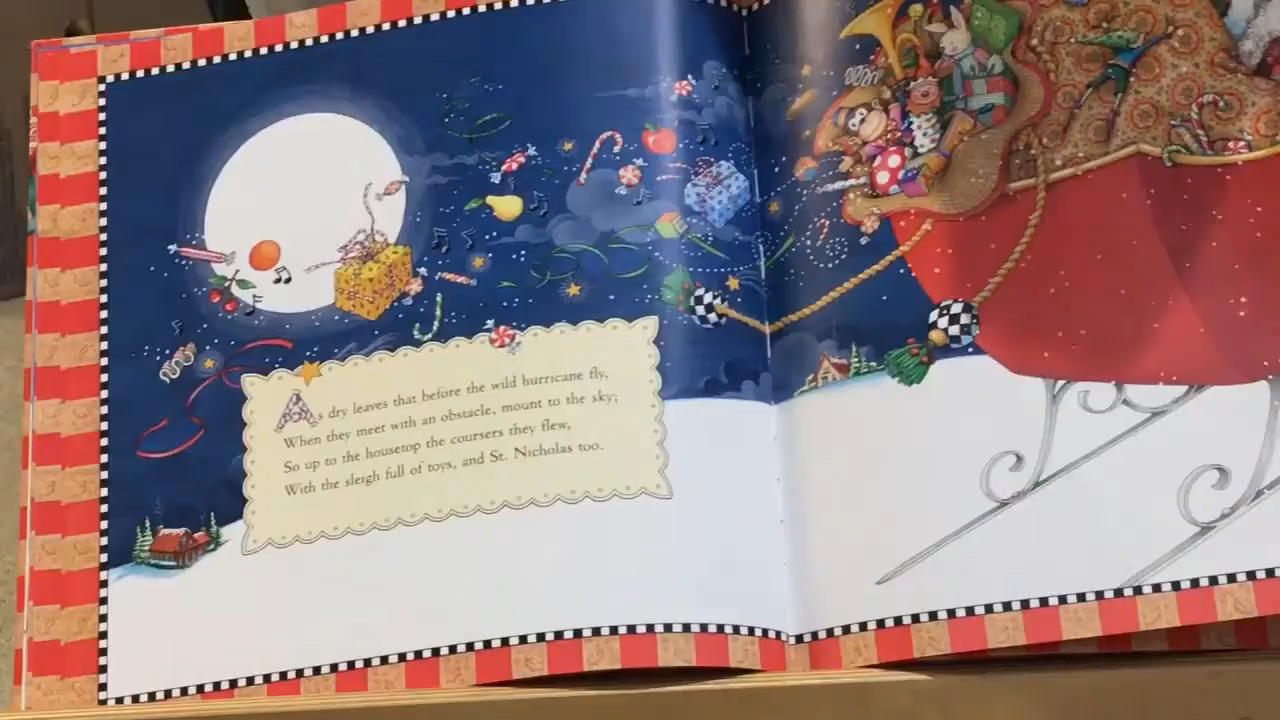 As dry leaves that before the wild hurricane fly,
When they meet with an obstacle, mount to the sky;
So up to the housetop the coursers they flew,
With the sleigh full of toys, and St. Nicholas too.